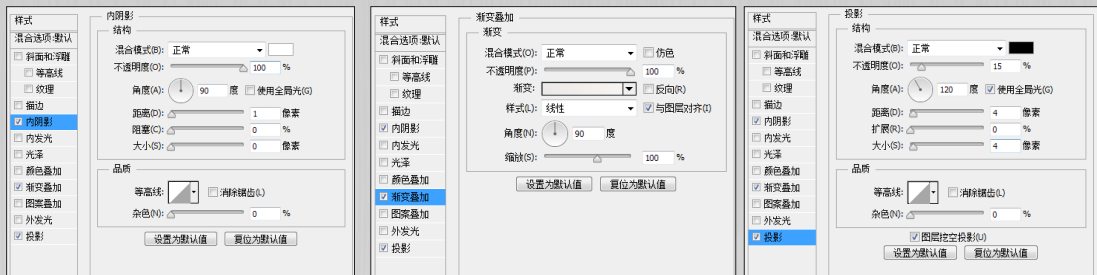 样式
混合选项:默认
斜面和浮雕
等高线
纹理
描边
内阴影
内发光
光泽
颜色叠加
渐变叠加
图案叠加
外发光
投影
内阴影
结构
混合模式(B): 正常
不透明度(O): 100 %
角度(A): 90 度 使用全局光(G)
距离(D): 1 像素
阻塞(C): 0 %
大小(S): 0 像素
品质
等高线: 消除锯齿(L)
杂色(N): 0 %
设置为默认值 复位为默认值
样式
混合选项:默认
斜面和浮雕
等高线
纹理
描边
内阴影
内发光
光泽
颜色叠加
渐变叠加
图案叠加
外发光
投影
渐变叠加
渐变
混合模式(O): 正常 仿色
不透明度(P): 100 %
渐变: 反向(R)
样式(L): 线性 与图层对齐(I)
角度(N): 90 度
缩放(S): 100 %
设置为默认值 复位为默认值
样式
混合选项:默认
斜面和浮雕
等高线
纹理
描边
内阴影
内发光
光泽
颜色叠加
渐变叠加
图案叠加
外发光
投影
投影
结构
混合模式(B): 正常
不透明度(O): 15 %
角度(A): 120 度 使用全局光(G)
距离(D): 4 像素
扩展(R): 0 %
大小(S): 4 像素
品质
等高线: 消除锯齿(L)
杂色(N): 0 %
图层挖空投影(U)
设置为默认值 复位为默认值